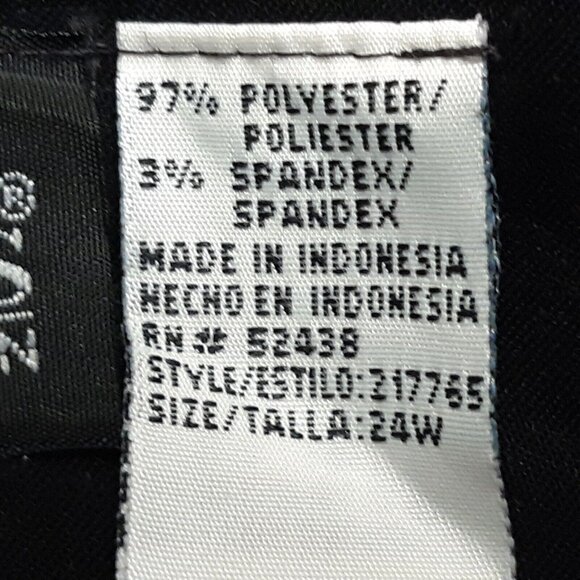 97% POLYESTER/
POLIESTER
3% SPANDEX/
SPANDEX
MADE IN INDONESIA
HECHO EN INDONESIA
RN # 52438
STYLE/ESTILO:217765
SIZE/TALLA:24W